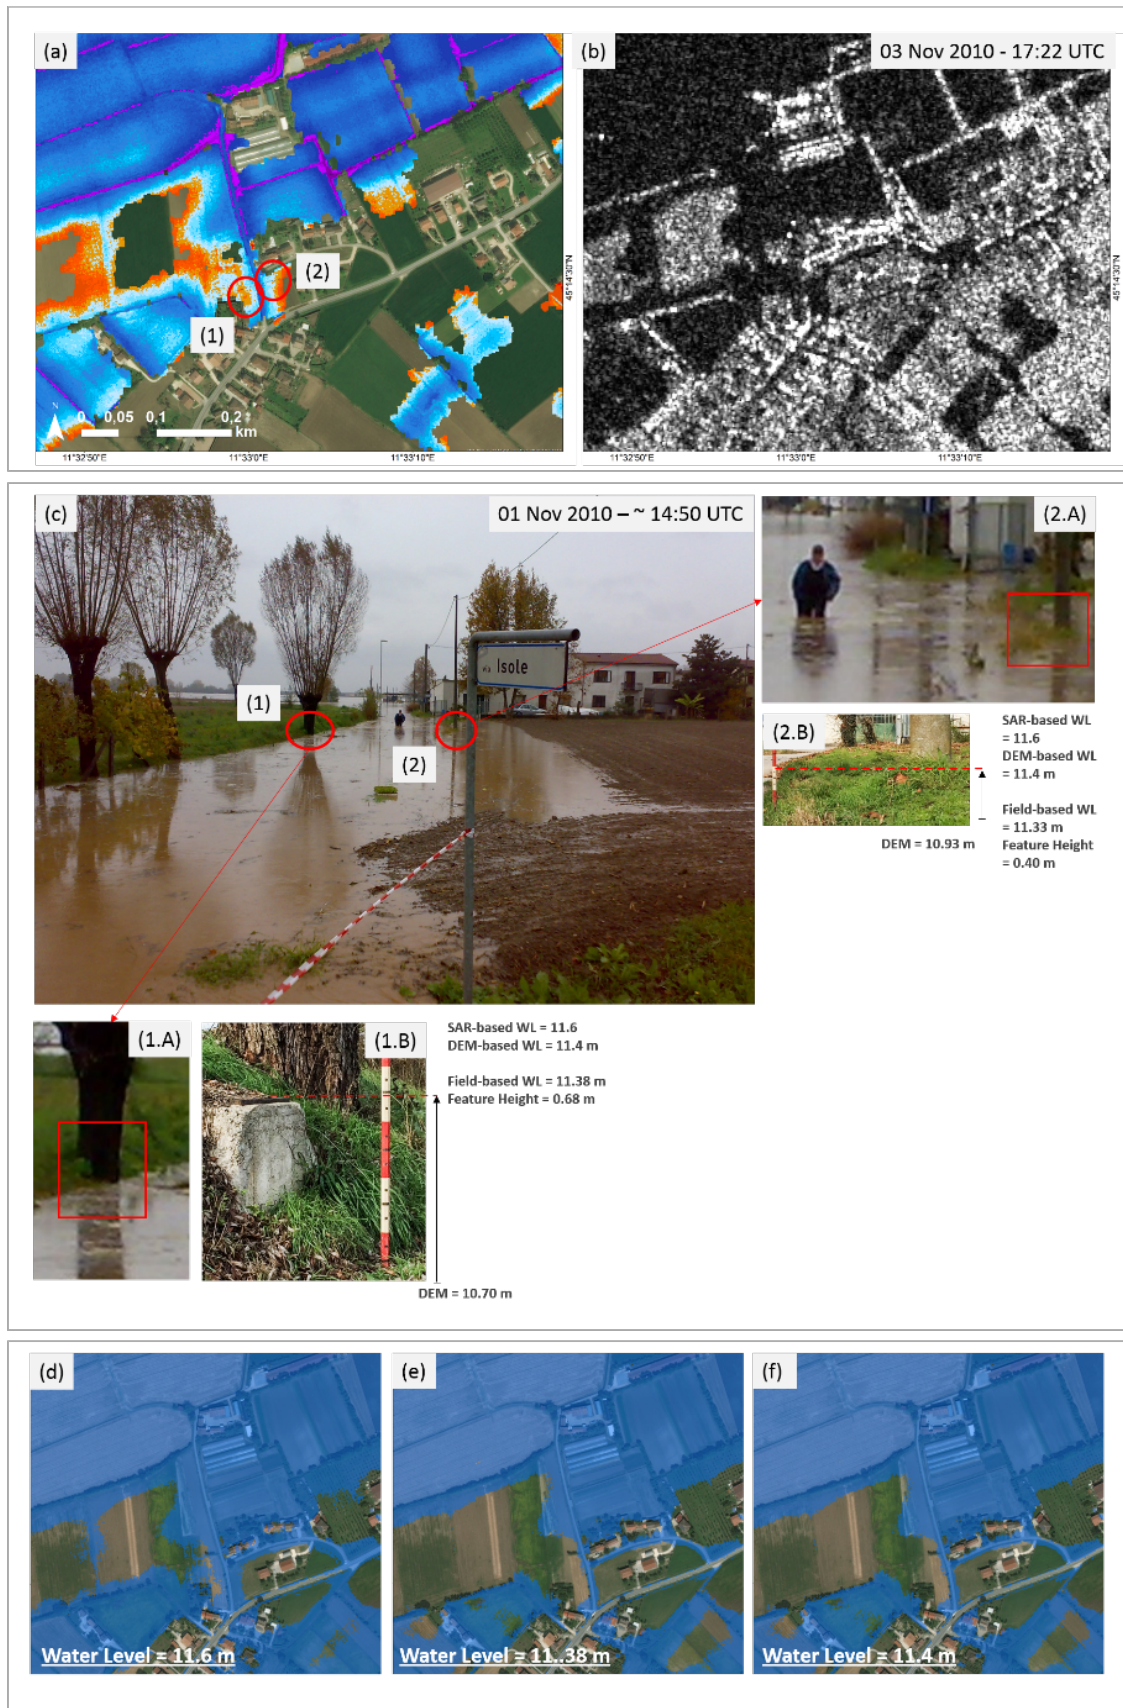 (a)
(b)
03 Nov 2010 - 17:22 UTC
(2)
(1)
N
0 0,05 0,1 0,2
km
45°14'30"N
45°14'30"N
11°32'50"E 11°33'0"E 11°33'10"E
11°32'50"E 11°33'0"E 11°33'10"E
(c)
01 Nov 2010 – ~ 14:50 UTC
Isole
(1)
(2)
(2.A)
(2.B)
SAR-based WL
= 11.6
DEM-based WL
= 11.4 m
Field-based WL
= 11.33 m
Feature Height
= 0.40 m
DEM = 10.93 m
(1.A)
(1.B)
SAR-based WL = 11.6
DEM-based WL = 11.4 m
Field-based WL = 11.38 m
Feature Height = 0.68 m
DEM = 10.70 m
(d)
(e)
(f)
Water Level = 11.6 m
Water Level = 11..38 m
Water Level = 11.4 m